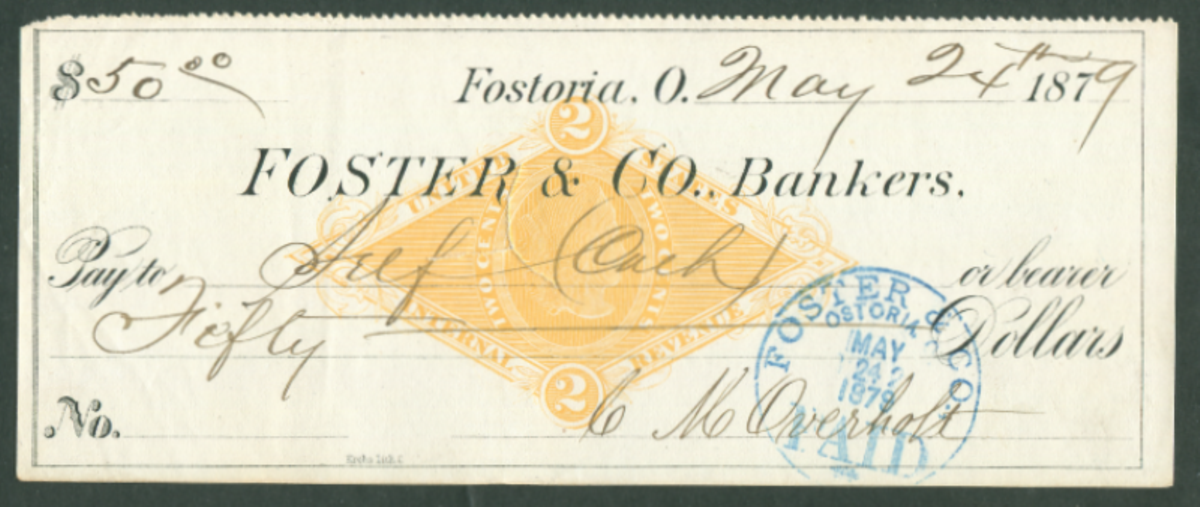 $50 00 Fostoria, O. May 24th 1879
FOSTER & CO., Bankers.
2
UNITED STATES
TWO CENTS
TWO CENTS
Pay to Self (Cash) or bearer
Fifty Dollars
INTERNAL REVENUE
2
FOSTER & CO.
FOSTORIA O.
MAY
24 2
1879
PAID
No. C M Overholt